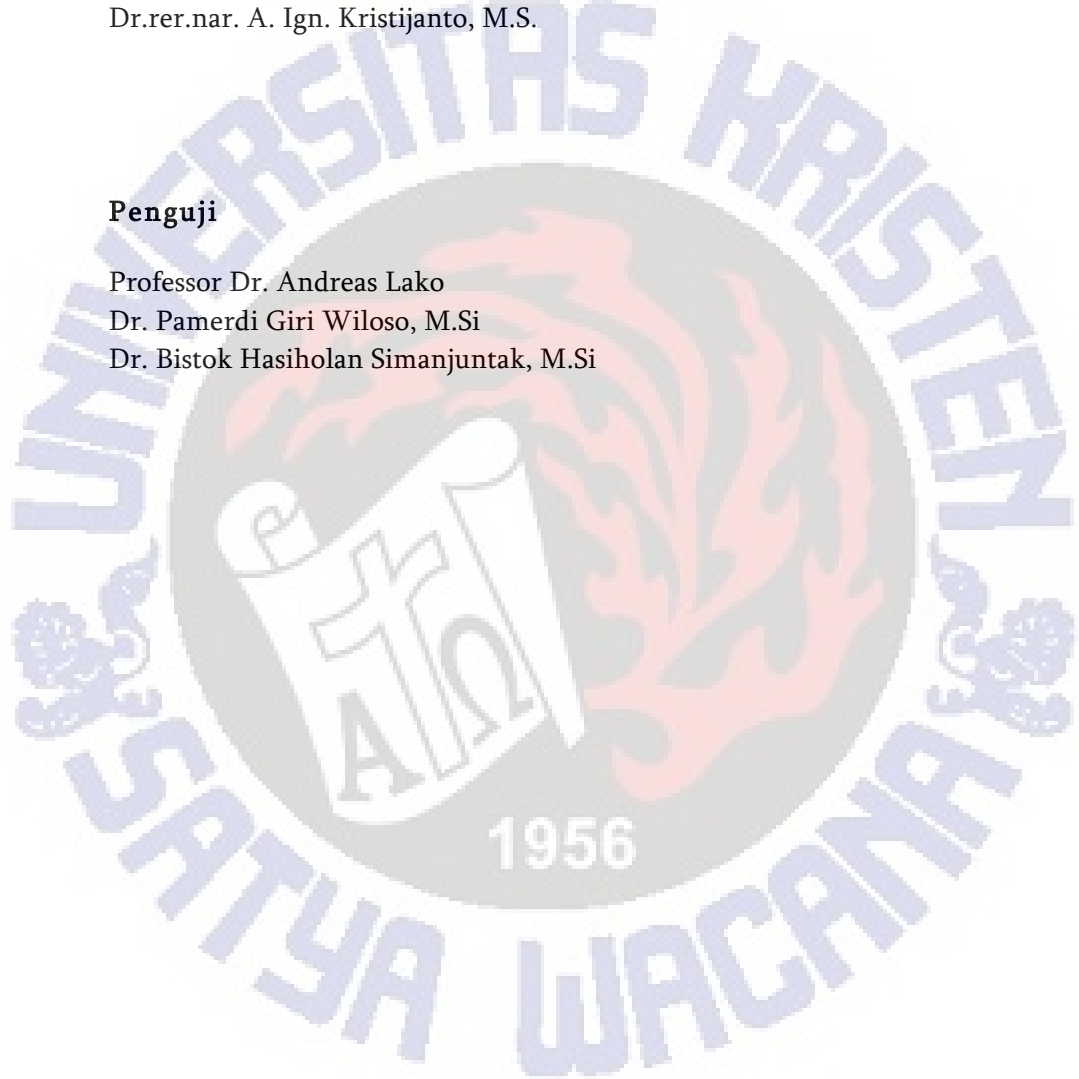 Dr.rer.nar. A. Ign. Kristijanto, M.S.
Penguji
Professor Dr. Andreas Lako
Dr. Pamerdi Giri Wiloso, M.Si
Dr. Bistok Hasiholan Simanjuntak, M.Si
UNIVERSITAS KRISTEN
SATYA WACANA
Α Ω
1956